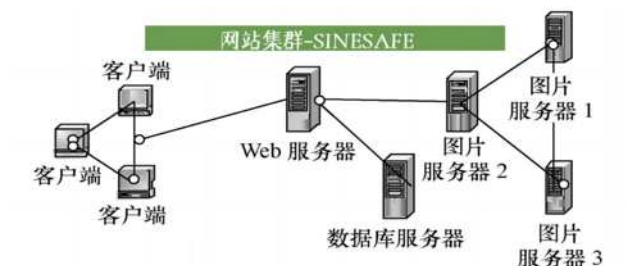 网站集群-SINESAFE
客户端
客户端
客户端
Web 服务器
数据库服务器
图片
服务器 2
图片
服务器 1
图片
服务器 3